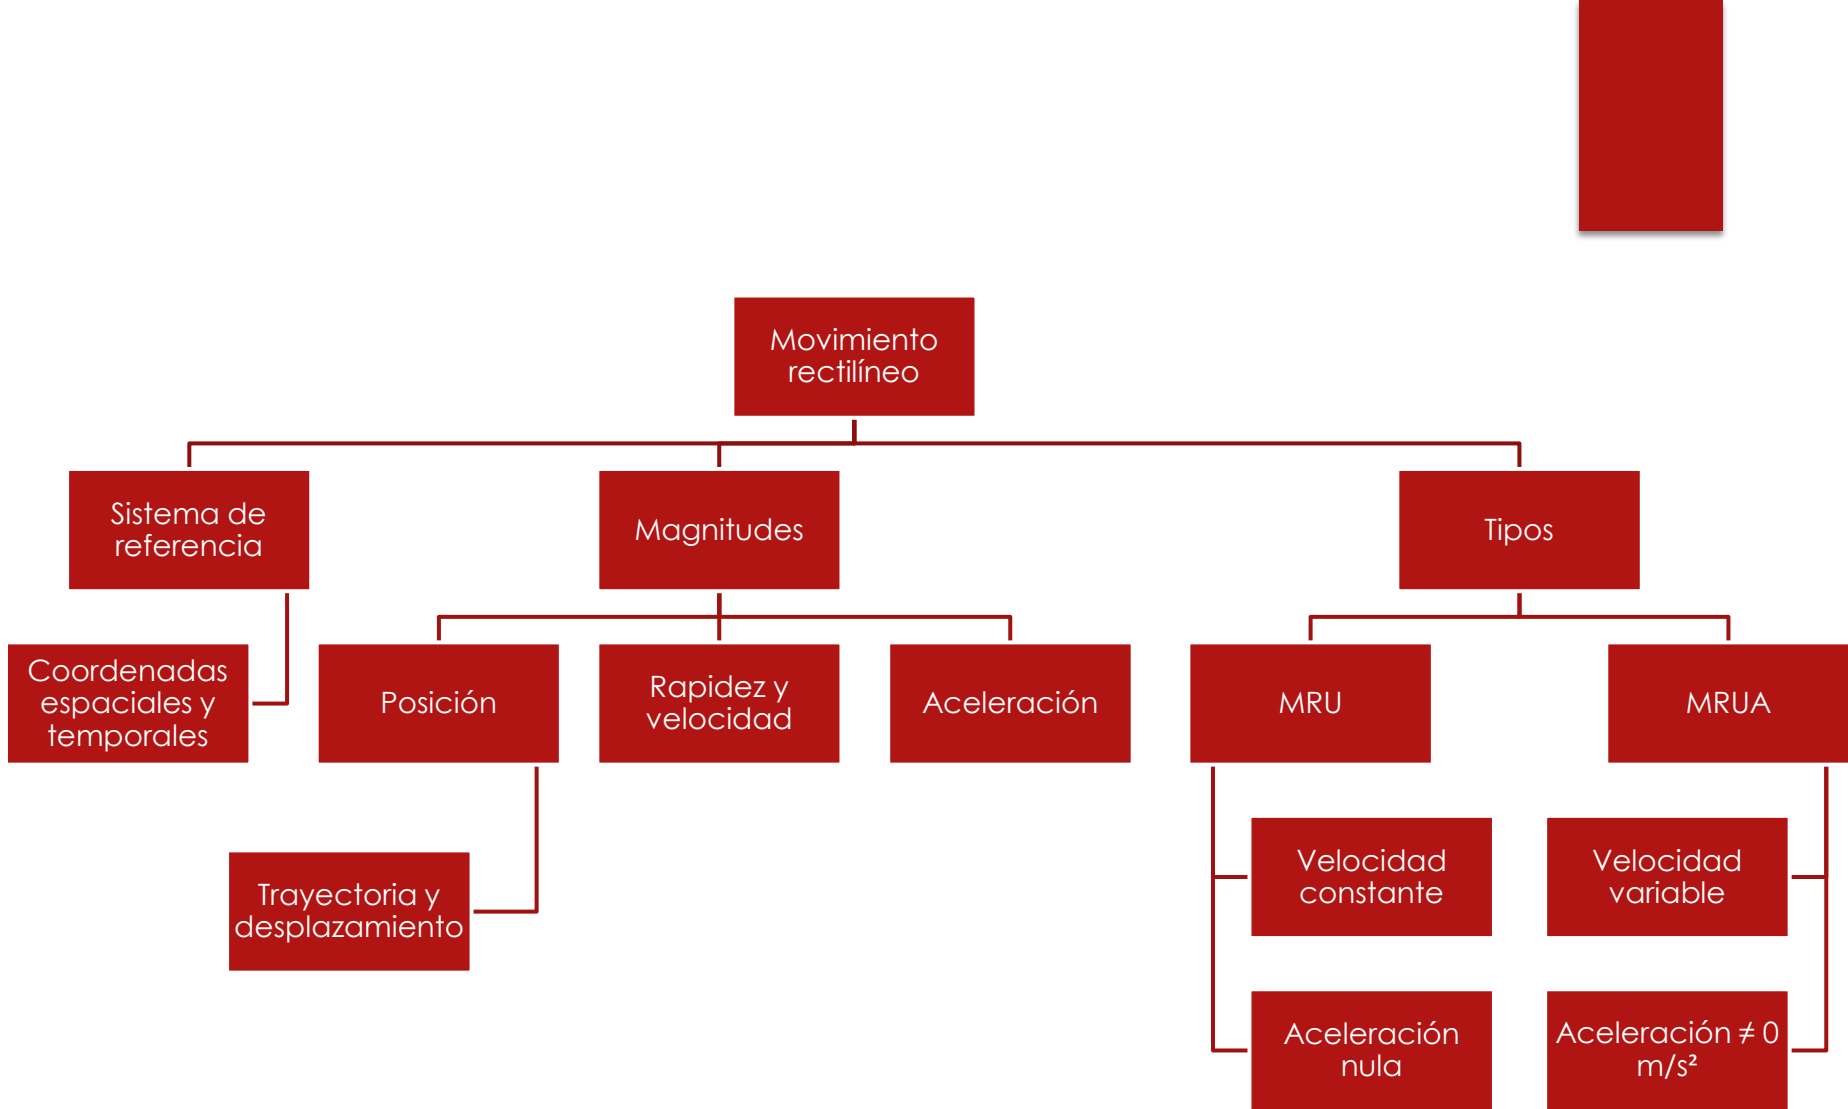 Movimiento
rectilíneo
Sistema de
referencia
Magnitudes
Tipos
Coordenadas
espaciales y
temporales
Posición
Rapidez y
velocidad
Aceleración
MRU
MRUA
Trayectoria y
desplazamiento
Velocidad
constante
Velocidad
variable
Aceleración
nula
Aceleración ≠ 0
m/s²